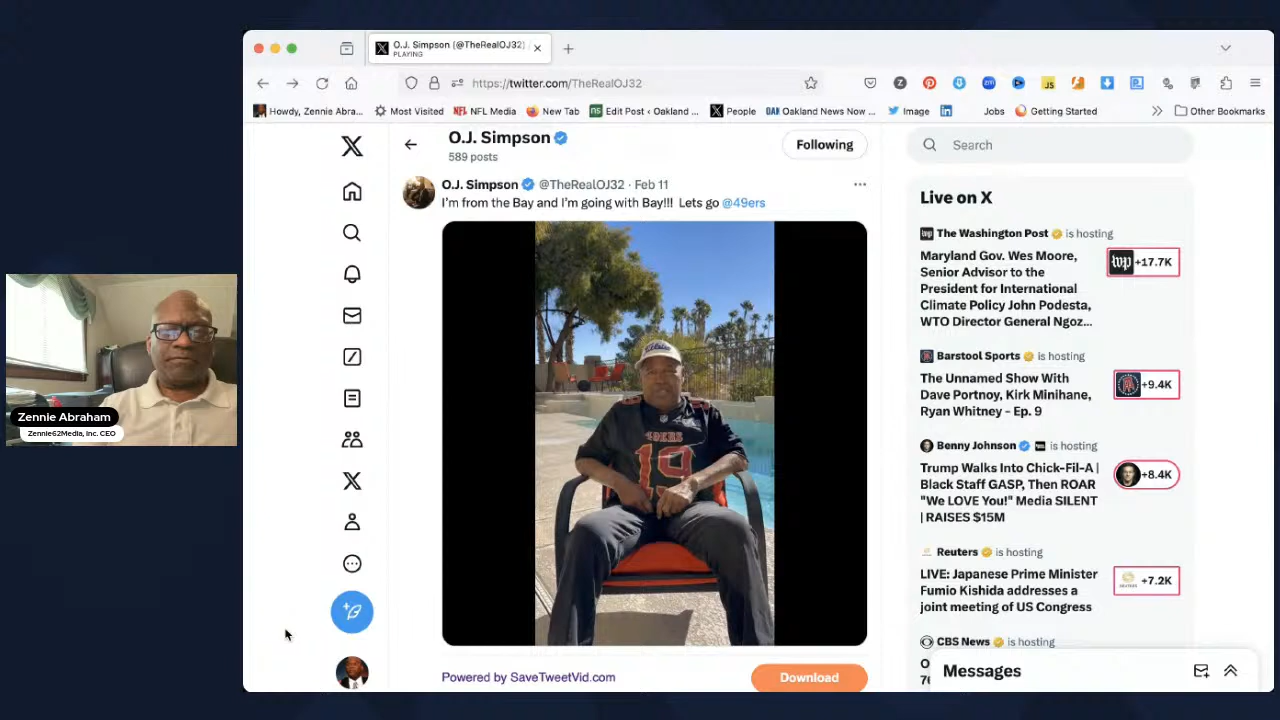 O.J. Simpson (@TheRealOJ32)
PLAYING
https://twitter.com/TheRealOJ32
Howdy, Zennie Abra...
Most Visited
NFL Media
New Tab
Edit Post ‹ Oakland ...
People
Oakland News Now ...
Image
Jobs
Getting Started
Other Bookmarks
O.J. Simpson
589 posts
Following
O.J. Simpson @TheRealOJ32 · Feb 11
I'm from the Bay and I'm going with Bay!!! Lets go @49ers
49ERS
19
Powered by SaveTweetVid.com
Download
Search
Live on X
The Washington Post is hosting
Maryland Gov. Wes Moore,
Senior Advisor to the
President for International
Climate Policy John Podesta,
WTO Director General Ngoz...
wp +17.7K
Barstool Sports is hosting
The Unnamed Show With
Dave Portnoy, Kirk Minihane,
Ryan Whitney - Ep. 9
+9.4K
Benny Johnson is hosting
Trump Walks Into Chick-Fil-A |
Black Staff GASP, Then ROAR
"We LOVE You!" Media SILENT
| RAISES $15M
+8.4K
Reuters is hosting
LIVE: Japanese Prime Minister
Fumio Kishida addresses a
joint meeting of US Congress
+7.2K
CBS News is hosting
Messages
Zennie Abraham
Zennie62Media, Inc. CEO